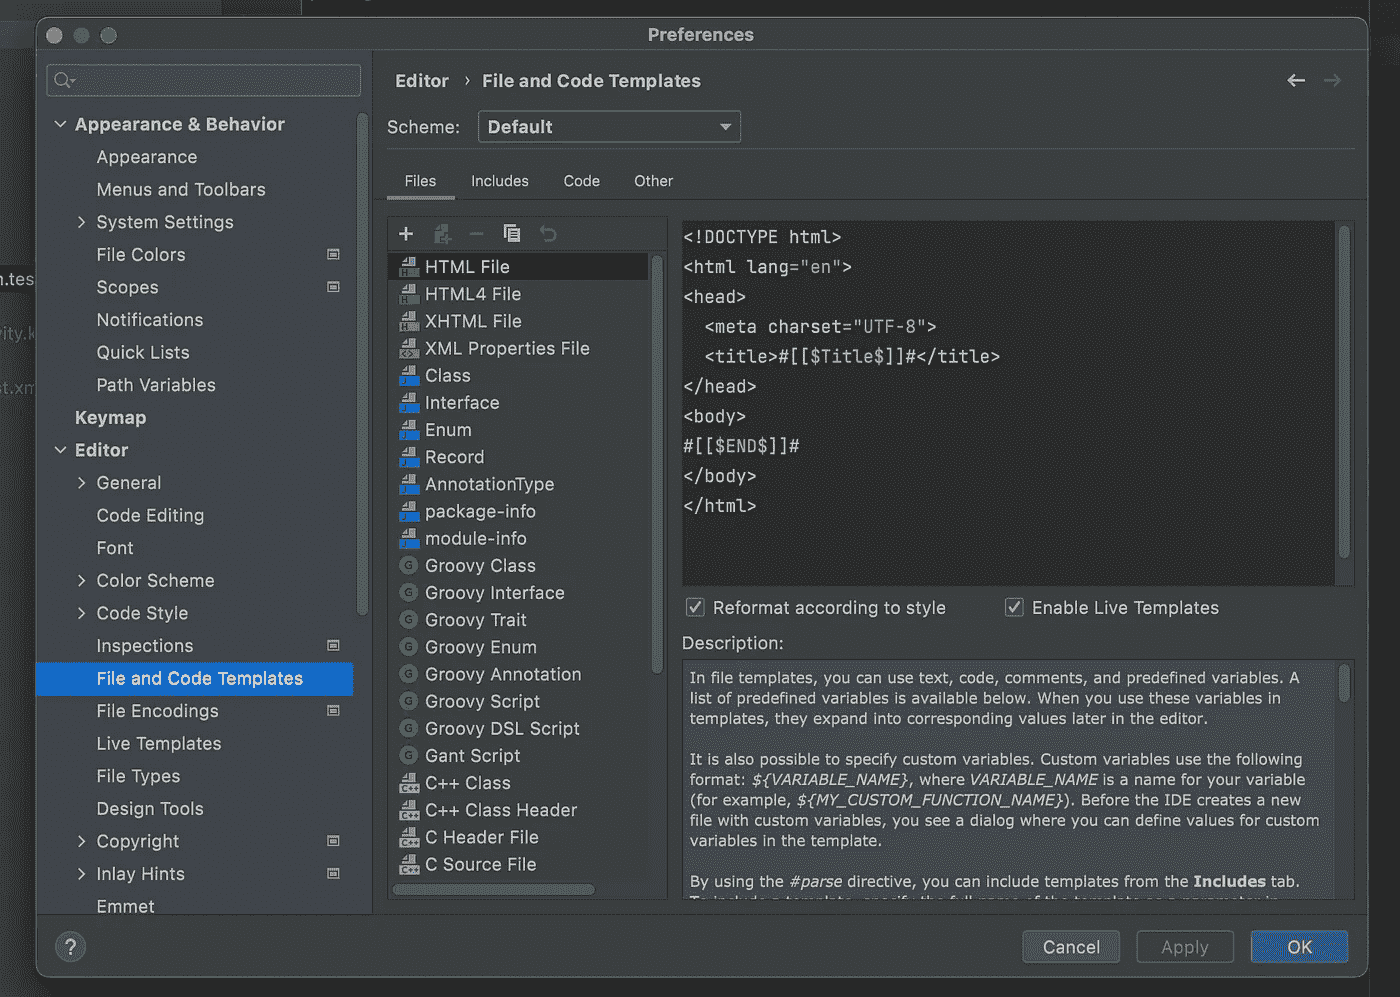 Preferences
Appearance & Behavior
Appearance
Menus and Toolbars
System Settings
File Colors
Scopes
Notifications
Quick Lists
Path Variables
Keymap
Editor
General
Code Editing
Font
Color Scheme
Code Style
Inspections
File and Code Templates
File Encodings
Live Templates
File Types
Design Tools
Copyright
Inlay Hints
Emmet
Editor › File and Code Templates
Scheme: Default
Files Includes Code Other
HTML File
HTML4 File
XHTML File
XML Properties File
Class
Interface
Enum
Record
AnnotationType
package-info
module-info
Groovy Class
Groovy Interface
Groovy Trait
Groovy Enum
Groovy Annotation
Groovy Script
Groovy DSL Script
Gant Script
C++ Class
C++ Class Header
C Header File
C Source File
<!DOCTYPE html>
<html lang="en">
<head>
  <meta charset="UTF-8">
  <title>#[[$Title$]]#</title>
</head>
<body>
#[[$END$]]#
</body>
</html>
Reformat according to style Enable Live Templates
Description:
In file templates, you can use text, code, comments, and predefined variables. A
list of predefined variables is available below. When you use these variables in
templates, they expand into corresponding values later in the editor.
It is also possible to specify custom variables. Custom variables use the following
format: ${VARIABLE_NAME}, where VARIABLE_NAME is a name for your variable
(for example, ${MY_CUSTOM_FUNCTION_NAME}). Before the IDE creates a new
file with custom variables, you see a dialog where you can define values for custom
variables in the template.
By using the #parse directive, you can include templates from the Includes tab.
?
Cancel Apply OK